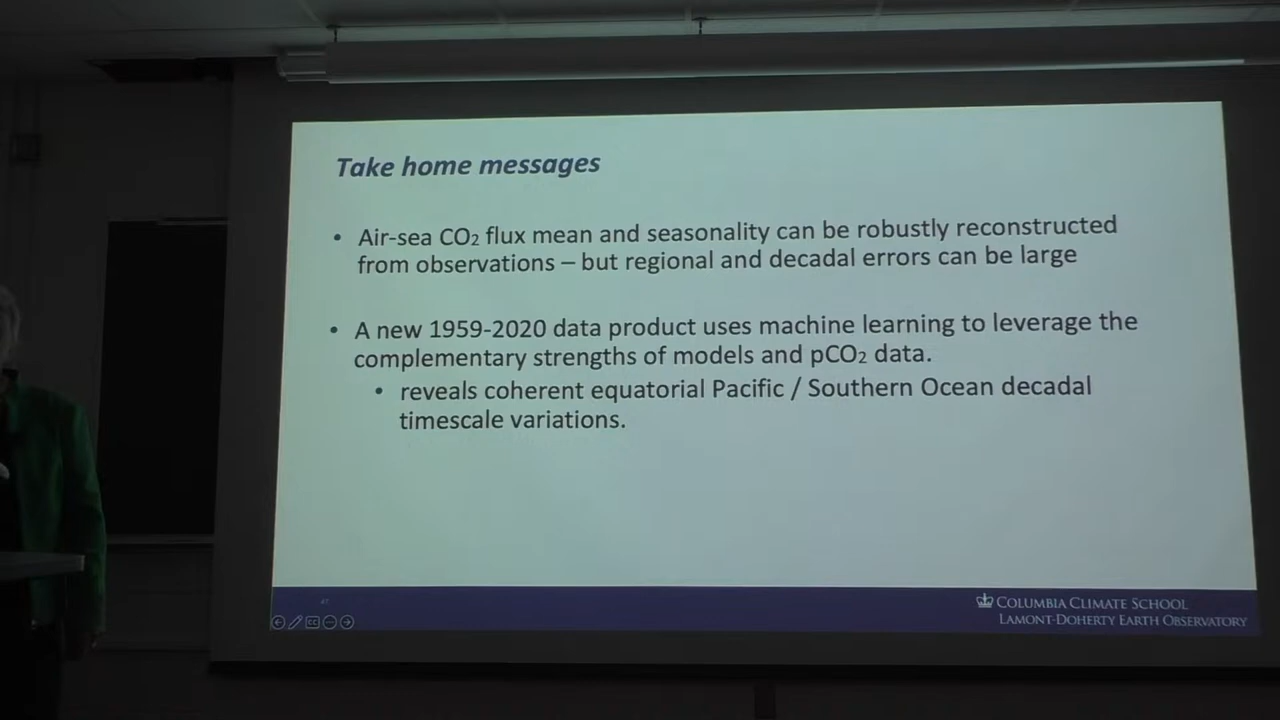 Take home messages
• Air-sea CO₂ flux mean and seasonality can be robustly reconstructed
from observations – but regional and decadal errors can be large
• A new 1959-2020 data product uses machine learning to leverage the
complementary strengths of models and pCO₂ data.
• reveals coherent equatorial Pacific / Southern Ocean decadal
timescale variations.
COLUMBIA CLIMATE SCHOOL
LAMONT-DOHERTY EARTH OBSERVATORY